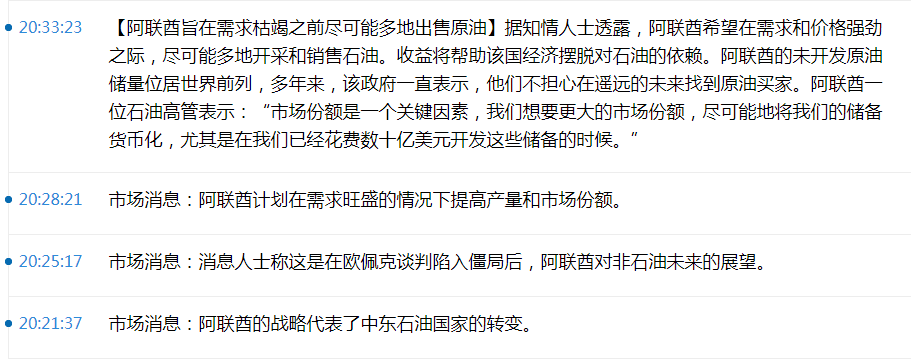 20:33:23 【阿联酋旨在需求枯竭之前尽可能多地出售原油】据知情人士透露，阿联酋希望在需求和价格强劲
之际，尽可能多地开采和销售石油。收益将帮助该国经济摆脱对石油的依赖。阿联酋的未开发原油
储量位居世界前列，多年来，该政府一直表示，他们不担心在遥远的未来找到原油买家。阿联酋一
位石油高管表示：“市场份额是一个关键因素，我们想要更大的市场份额，尽可能地将我们的储备
货币化，尤其是在我们已经花费数十亿美元开发这些储备的时候。”
20:28:21 市场消息：阿联酋计划在需求旺盛的情况下提高产量和市场份额。
20:25:17 市场消息：消息人士称这是在欧佩克谈判陷入僵局后，阿联酋对非石油未来的展望。
20:21:37 市场消息：阿联酋的战略代表了中东石油国家的转变。